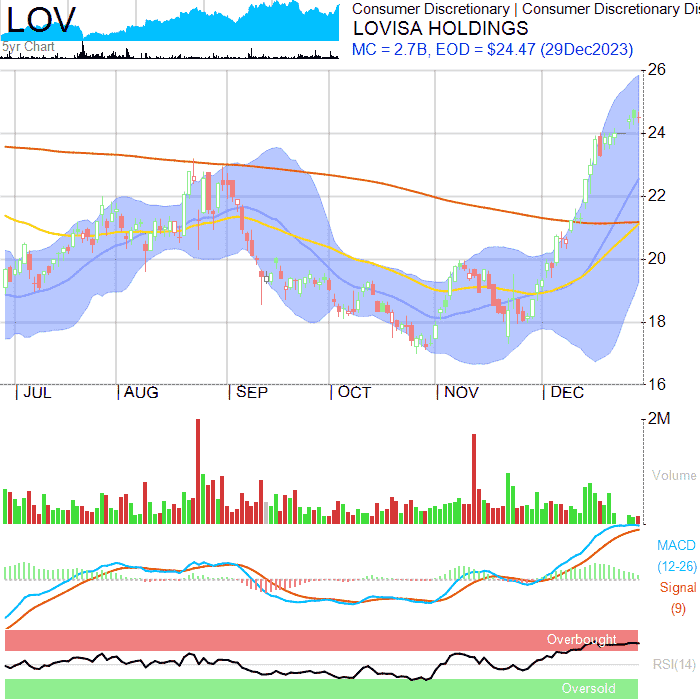 LOV
5yr Chart
Consumer Discretionary | Consumer Discretionary Dis
LOVISA HOLDINGS
MC = 2.7B, EOD = $24.47 (29Dec2023)
26
24
22
20
18
16
JUL AUG SEP OCT NOV DEC
2M
Volume
MACD
(12-26)
Signal
(9)
Overbought
RSI(14)
Oversold